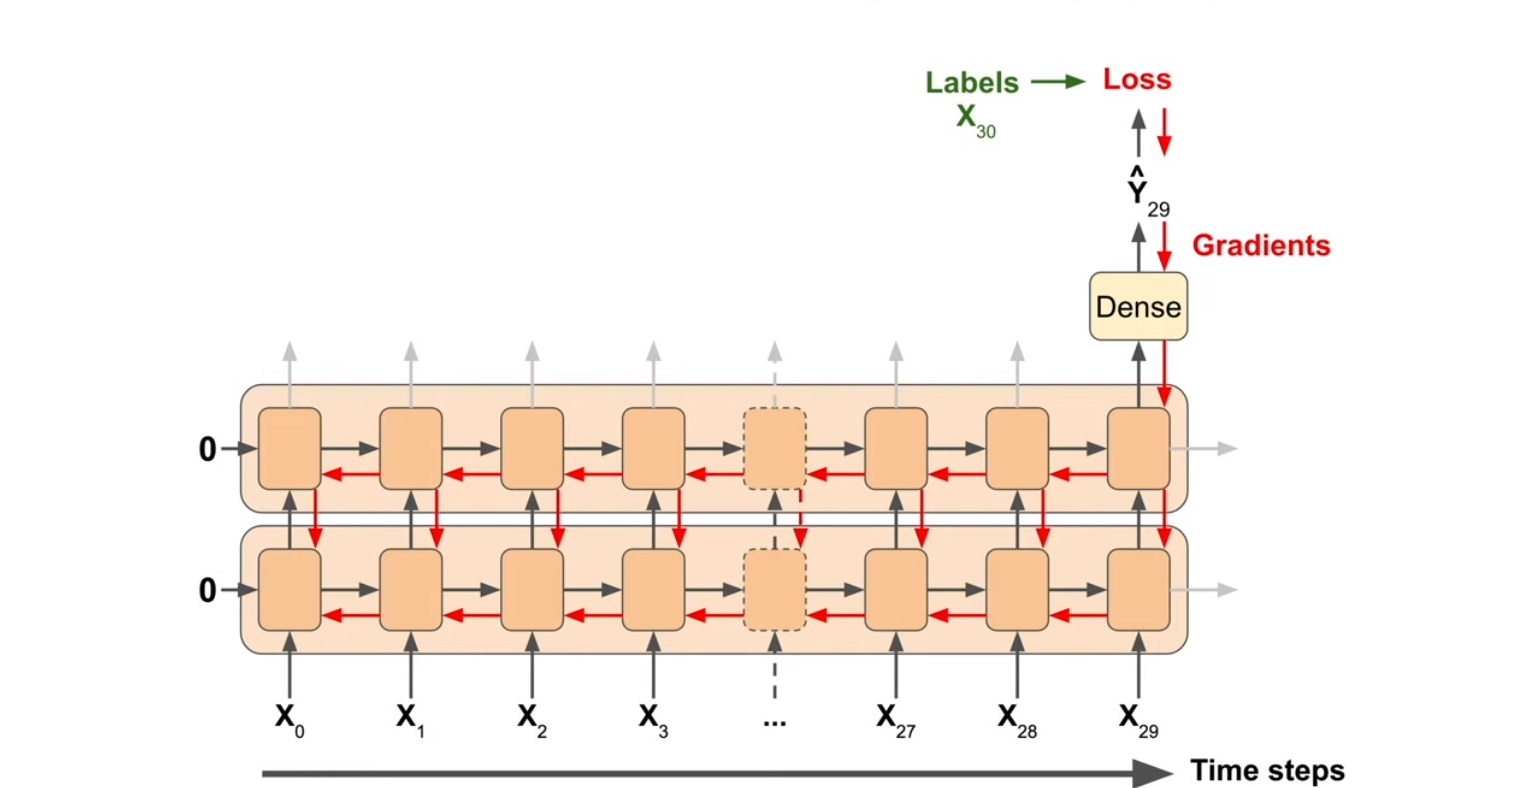 Labels Loss
X30
Ŷ29
Gradients
Dense
0
0
X0 X1 X2 X3 ... X27 X28 X29
Time steps